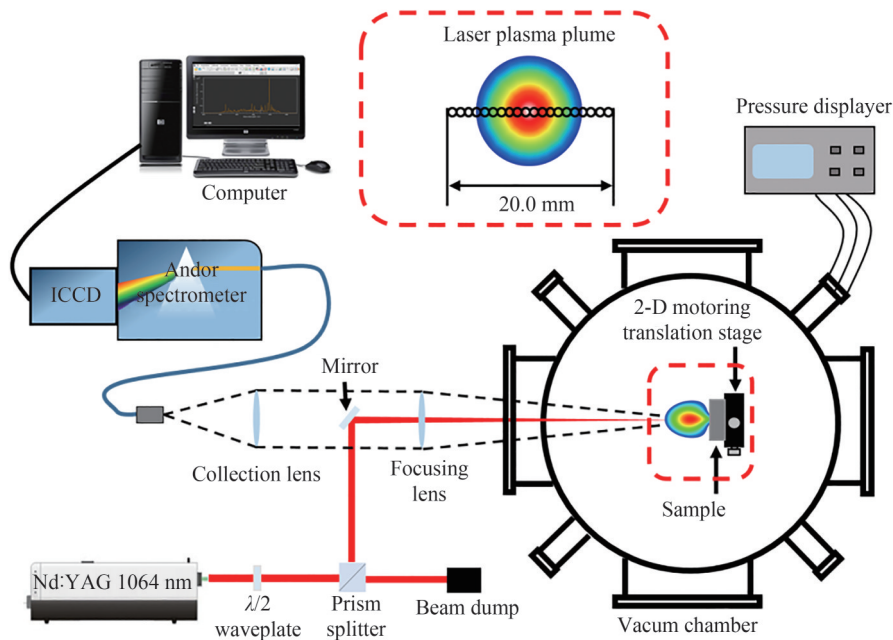 Laser plasma plume
20.0 mm
Pressure displayer
Computer
ICCD
Andor
spectrometer
2-D motoring
translation stage
Mirror
Collection lens
Focusing
lens
Sample
Nd:YAG 1064 nm
λ/2
waveplate
Prism
splitter
Beam dump
Vacum chamber